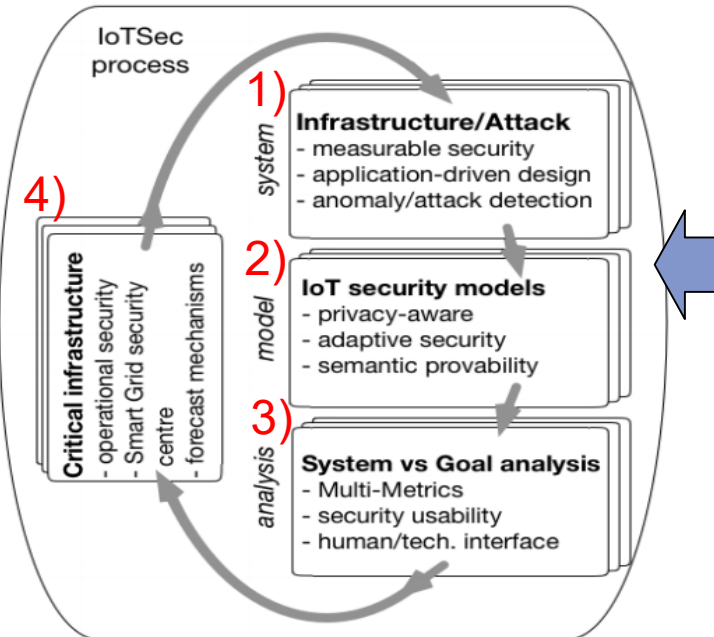 IoTSec
process
1)
system
Infrastructure/Attack
- measurable security
- application-driven design
- anomaly/attack detection
2)
model
IoT security models
- privacy-aware
- adaptive security
- semantic provability
3)
analysis
System vs Goal analysis
- Multi-Metrics
- security usability
- human/tech. interface
4)
Critical infrastructure
- operational security
- Smart Grid security
centre
- forecast mechanisms